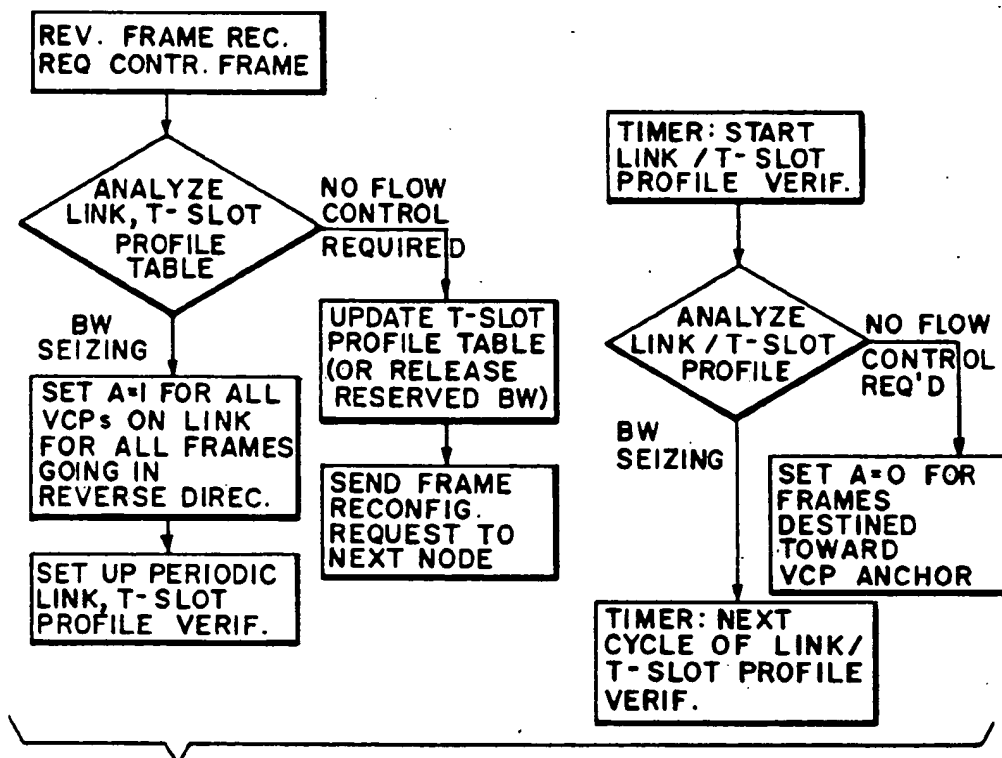 REV. FRAME REC.
REQ CONTR. FRAME
ANALYZE
LINK, T-SLOT
PROFILE
TABLE
NO FLOW
CONTROL
REQUIRED
BW
SEIZING
SET A=1 FOR ALL
VCPs ON LINK
FOR ALL FRAMES
GOING IN
REVERSE DIREC.
SET UP PERIODIC
LINK, T-SLOT
PROFILE VERIF.
UPDATE T-SLOT
PROFILE TABLE
(OR RELEASE
RESERVED BW)
SEND FRAME
RECONFIG.
REQUEST TO
NEXT NODE
TIMER: START
LINK / T-SLOT
PROFILE VERIF.
ANALYZE
LINK / T-SLOT
PROFILE
NO FLOW
CONTROL
REQ'D
BW
SEIZING
SET A=0 FOR
FRAMES
DESTINED
TOWARD
VCP ANCHOR
TIMER: NEXT
CYCLE OF LINK/
T-SLOT PROFILE
VERIF.